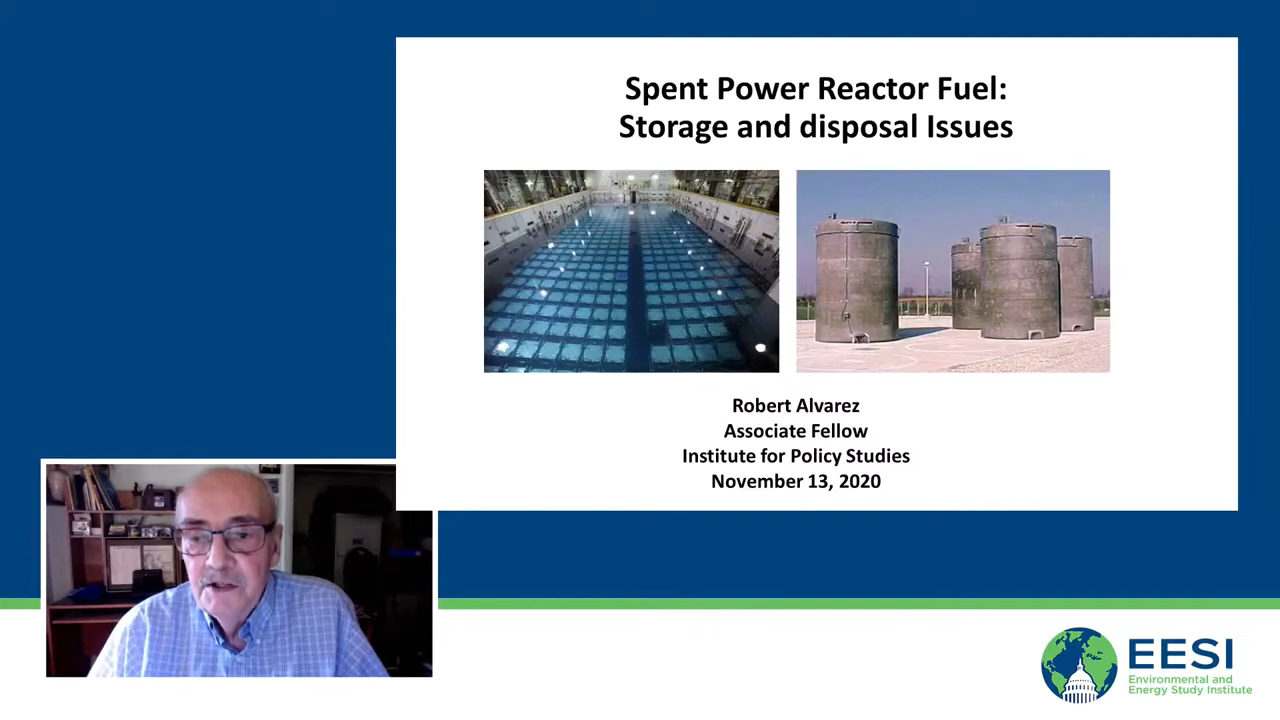 Spent Power Reactor Fuel:
Storage and disposal Issues
Robert Alvarez
Associate Fellow
Institute for Policy Studies
November 13, 2020
EESI
Environmental and
Energy Study Institute